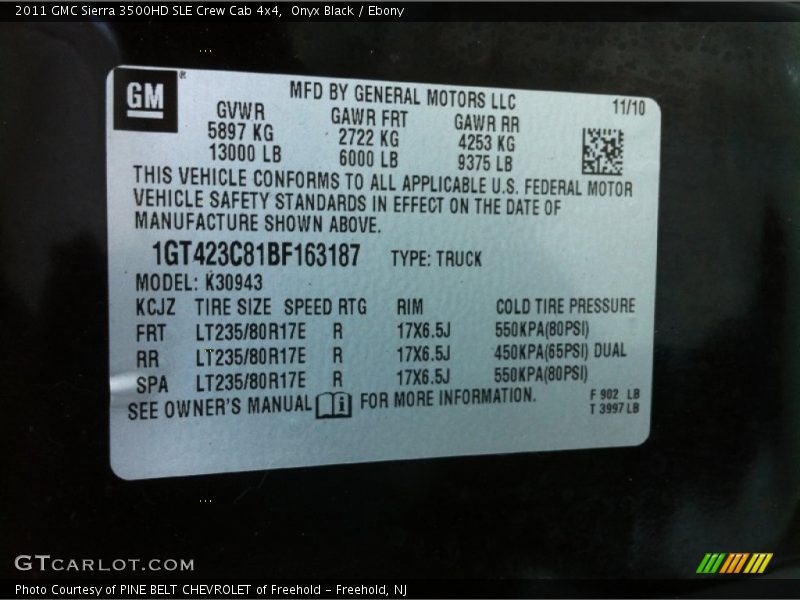 2011 GMC Sierra 3500HD SLE Crew Cab 4x4,  Onyx Black / Ebony
GM®
MFD BY GENERAL MOTORS LLC
11/10
GVWR GAWR FRT GAWR RR
5897 KG 2722 KG 4253 KG
13000 LB 6000 LB 9375 LB
THIS VEHICLE CONFORMS TO ALL APPLICABLE U.S. FEDERAL MOTOR
VEHICLE SAFETY STANDARDS IN EFFECT ON THE DATE OF
MANUFACTURE SHOWN ABOVE.
1GT423C81BF163187 TYPE: TRUCK
MODEL: K30943
KCJZ TIRE SIZE SPEED RTG RIM COLD TIRE PRESSURE
FRT LT235/80R17E R 17X6.5J 550KPA(80PSI)
RR LT235/80R17E R 17X6.5J 450KPA(65PSI) DUAL
SPA LT235/80R17E R 17X6.5J 550KPA(80PSI)
SEE OWNER'S MANUAL i FOR MORE INFORMATION.
F 902 LB
T 3997 LB
GTCARLOT.COM
Photo Courtesy of PINE BELT CHEVROLET of Freehold - Freehold, NJ